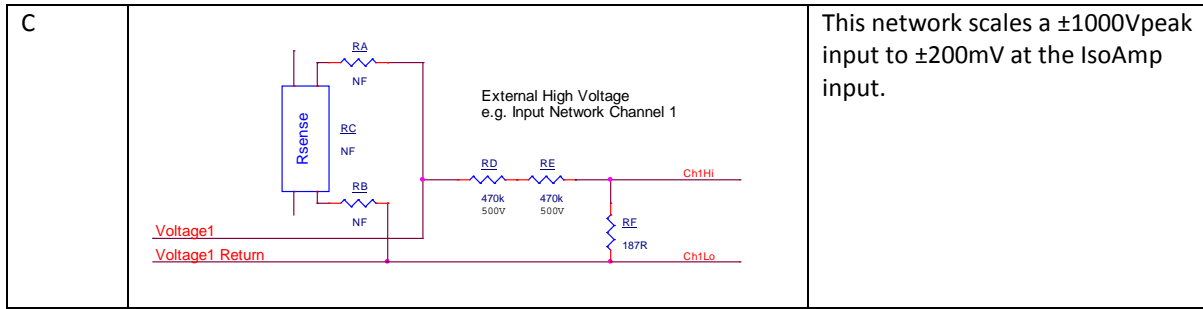 C
This network scales a ±1000Vpeak
input to ±200mV at the IsoAmp
input.
RA
NF
External High Voltage
e.g. Input Network Channel 1
Rsense
RC
NF
RD
RE
Ch1Hi
470k
470k
500V
500V
RB
NF
RF
187R
Voltage1
Voltage1 Return
Ch1Lo